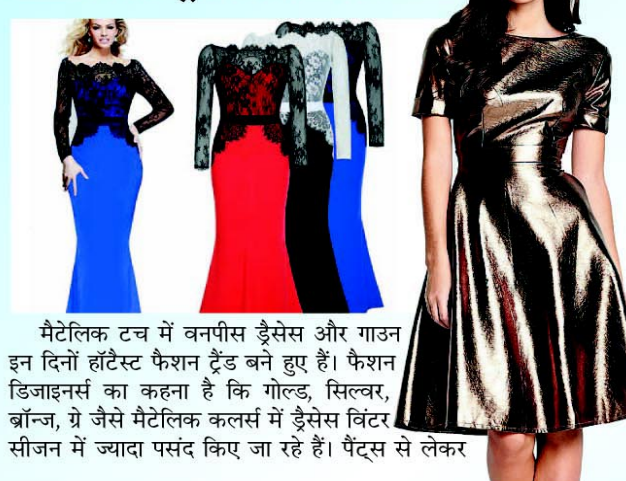 मैटेलिक टच में वनपीस ड्रैसेस और गाउन
इन दिनों हॉटैस्ट फैशन ट्रैंड बने हुए हैं। फैशन
डिजाइनर्स का कहना है कि गोल्ड, सिल्वर,
ब्रॉन्ज, ग्रे जैसे मैटेलिक कलर्स में ड्रैसेस विंटर
सीजन में ज्यादा पसंद किए जा रहे हैं। पैंट्स से लेकर